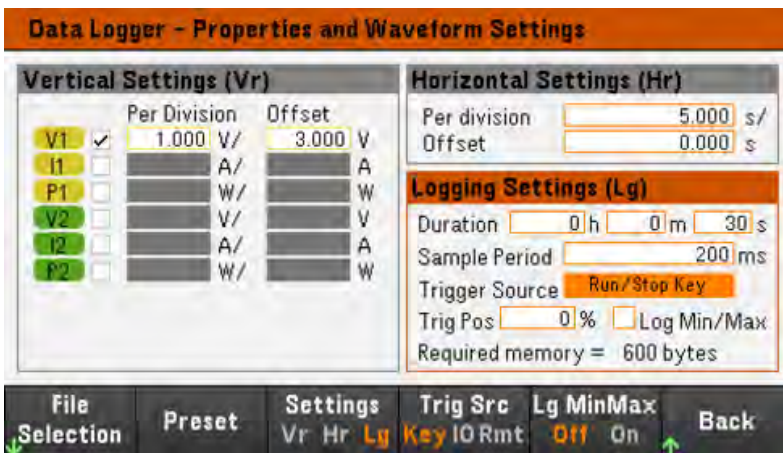 Data Logger - Properties and Waveform Settings
Vertical Settings (Vr)
Per Division Offset
V1 1.000 V/ 3.000 V
I1 A/ A
P1 W/ W
V2 V/ V
I2 A/ A
P2 W/ W
Horizontal Settings (Hr)
Per division 5.000 s/
Offset 0.000 s
Logging Settings (Lg)
Duration 0 h 0 m 30 s
Sample Period 200 ms
Trigger Source Run/Stop Key
Trig Pos 0 % Log Min/Max
Required memory = 600 bytes
File Selection
Preset
Settings
Vr Hr Lg
Trig Src
Key IO Rmt
Lg MinMax
Off On
Back